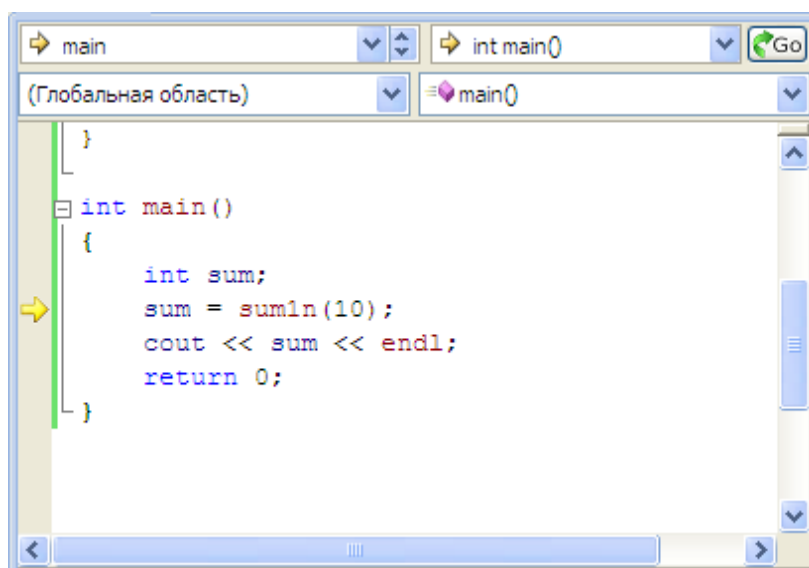 main
int main()
Go
(Глобальная область)
main()
}
int main()
{
int sum;
sum = sum1n(10);
cout << sum << endl;
return 0;
}